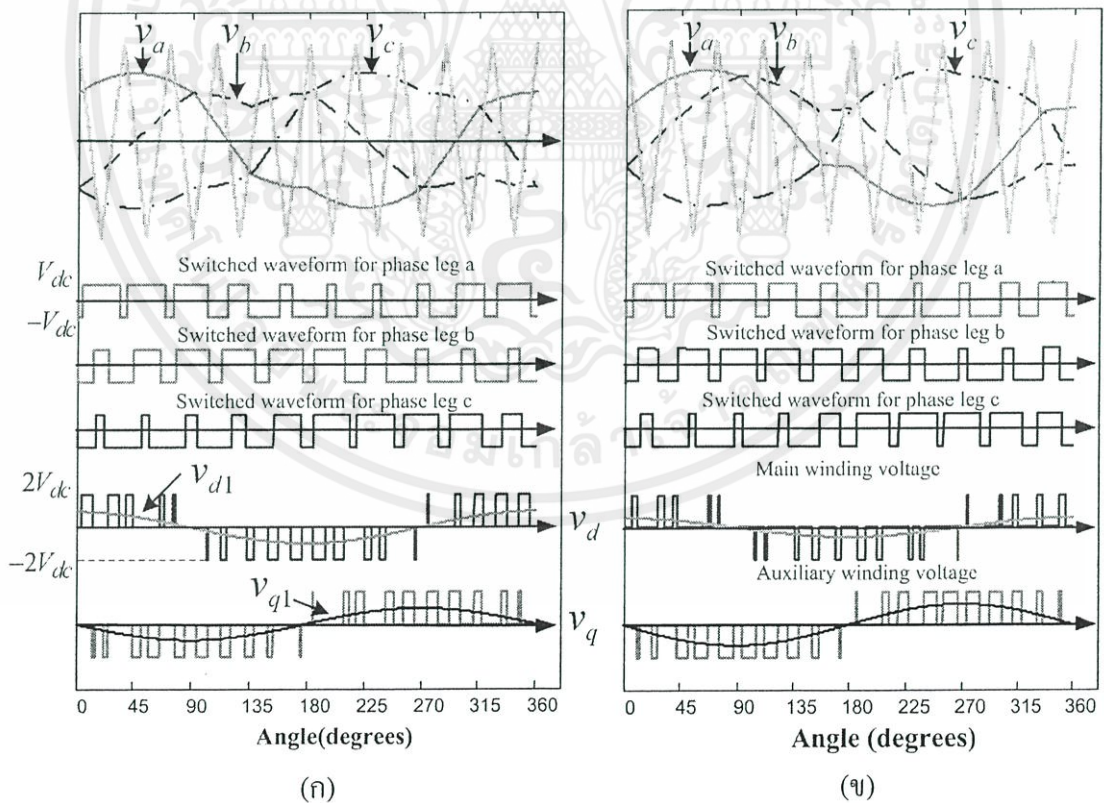 v_a
v_b
v_c
V_dc
−V_dc
Switched waveform for phase leg a
Switched waveform for phase leg b
Switched waveform for phase leg c
2V_dc
−2V_dc
v_d1
v_q1
0 45 90 135 180 225 270 315 360
Angle(degrees)
(ก)
v_a
v_b
v_c
Switched waveform for phase leg a
Switched waveform for phase leg b
Switched waveform for phase leg c
Main winding voltage
v_d
Auxiliary winding voltage
v_q
0 45 90 135 180 225 270 315 360
Angle (degrees)
(ข)